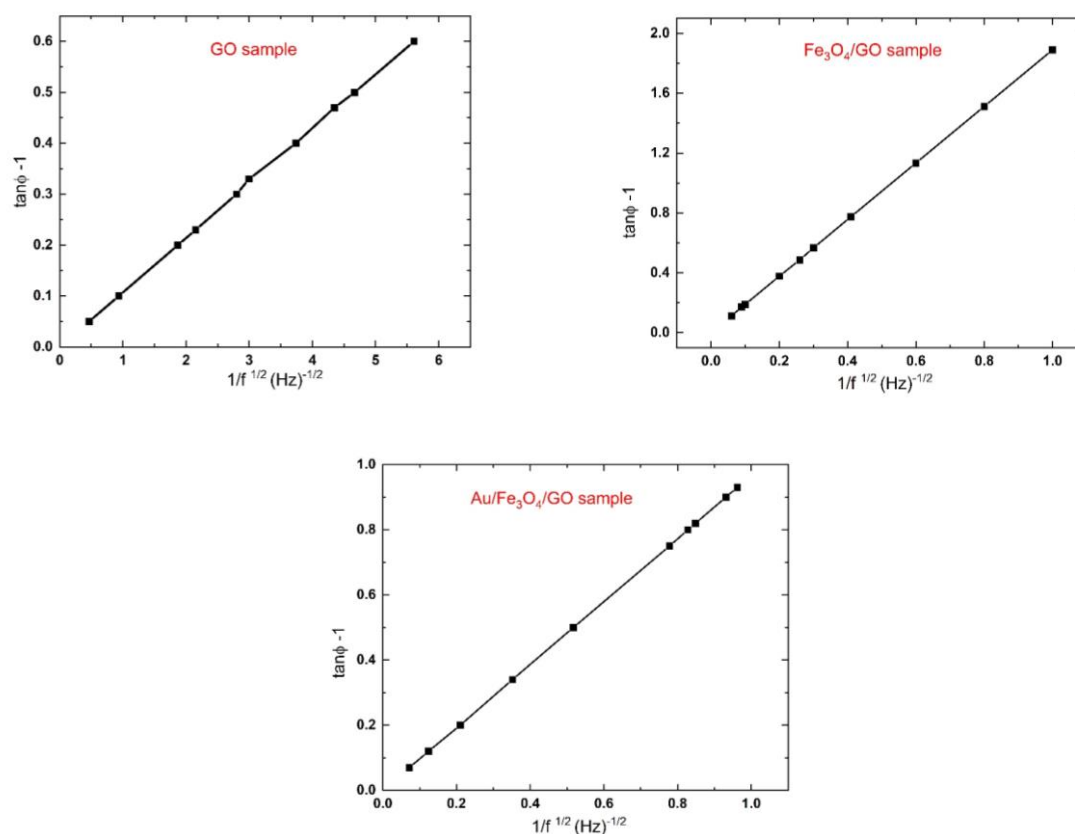 GO sample
0.6
0.5
0.4
0.3
0.2
0.1
0.0
tanϕ -1
0 1 2 3 4 5 6
1/f ¹/² (Hz)⁻¹/²
Fe₃O₄/GO sample
2.0
1.6
1.2
0.8
0.4
0.0
tanϕ -1
0.0 0.2 0.4 0.6 0.8 1.0
1/f ¹/² (Hz)⁻¹/²
Au/Fe₃O₄/GO sample
1.0
0.8
0.6
0.4
0.2
0.0
tanϕ -1
0.0 0.2 0.4 0.6 0.8 1.0
1/f ¹/² (Hz)⁻¹/²